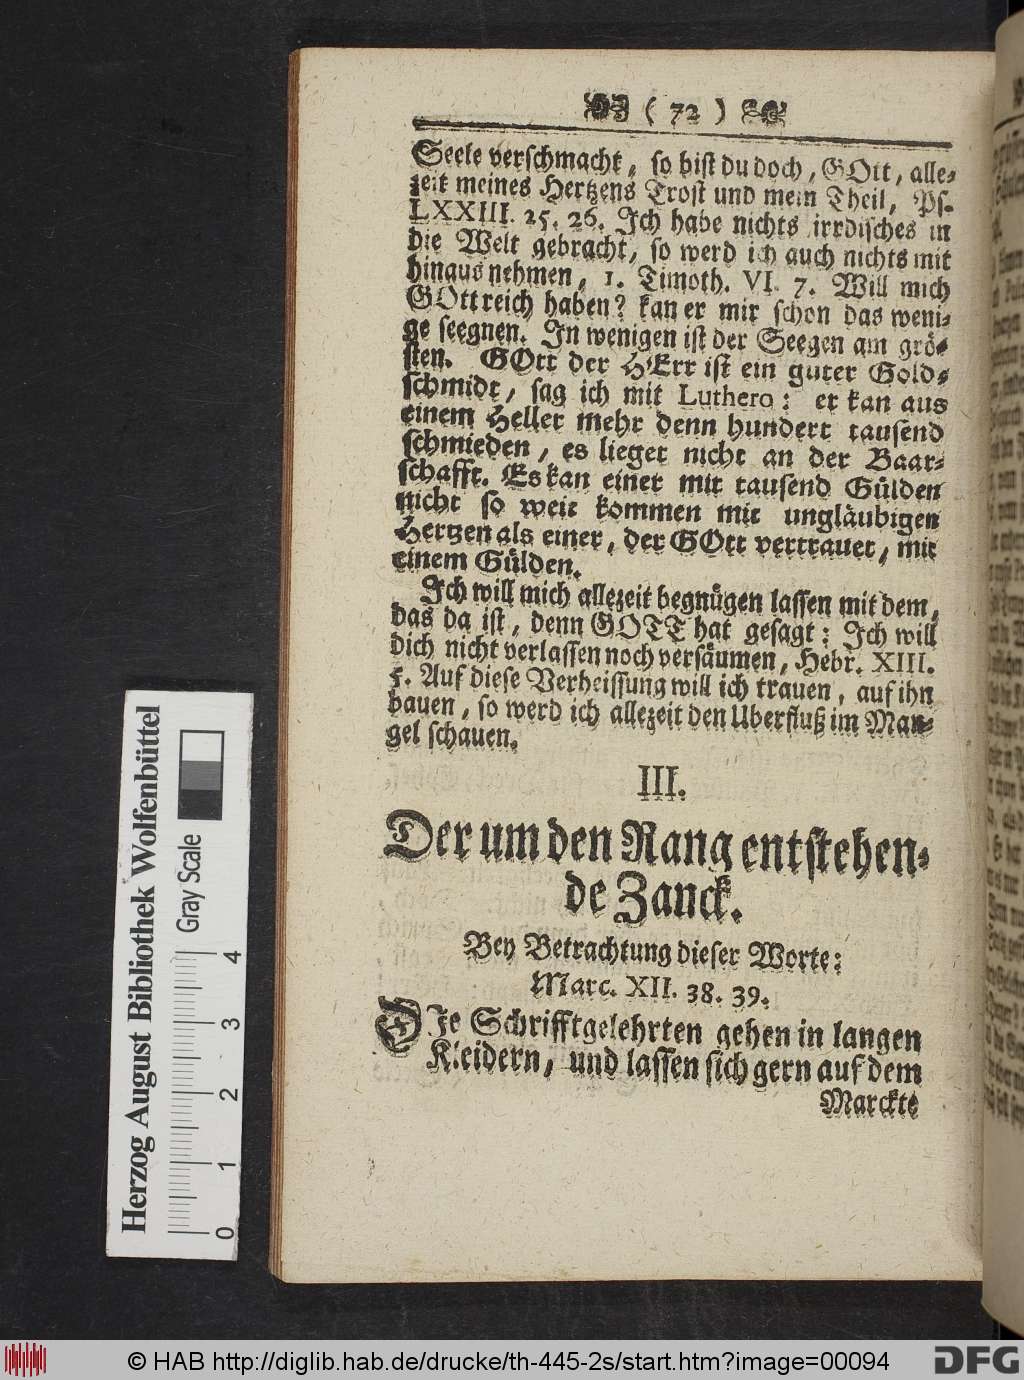 ( 72 )
Seele verschmacht, so bist du doch, GOtt, alle-
zeit meines Hertzens Trost und mein Theil, Ps.
LXXIII. 25. 26. Ich habe nichts irrdisches in
die Welt gebracht, so werd ich auch nichts mit
hinaus nehmen, 1. Timoth. VI. 7. Will mich
GOtt reich haben? kan er mir schon das weni-
ge seegnen. In wenigen ist der Seegen am grö-
sten. GOtt der HErr ist ein guter Gold-
schmidt, sag ich mit Luthero: er kan aus
einem Heller mehr denn hundert tausend
schmieden, es lieget nicht an der Baar-
schafft. Es kan einer mit tausend Gülden
nicht so weit kommen mit ungläubigen
Hertzen als einer, der GOtt vertrauet, mit
einem Gülden.
Ich will mich allezeit begnügen lassen mit dem,
das da ist, denn GOTT hat gesagt: Ich will
dich nicht verlassen noch versäumen, Hebr. XIII.
5. Auf diese Verheissung will ich trauen, auf ihn
bauen, so werd ich allezeit den Uberfluß im Man-
gel schauen.
III.
Der um den Rang entstehen-
de Zanck.
Bey Betrachtung dieser Worte:
Marc. XII. 38. 39.
DIe Schrifftgelehrten gehen in langen
Kleidern, und lassen sich gern auf dem
Marckte
Herzog August Bibliothek Wolfenbüttel
Gray Scale
0 1 2 3 4
© HAB http://diglib.hab.de/drucke/th-445-2s/start.htm?image=00094
DFG